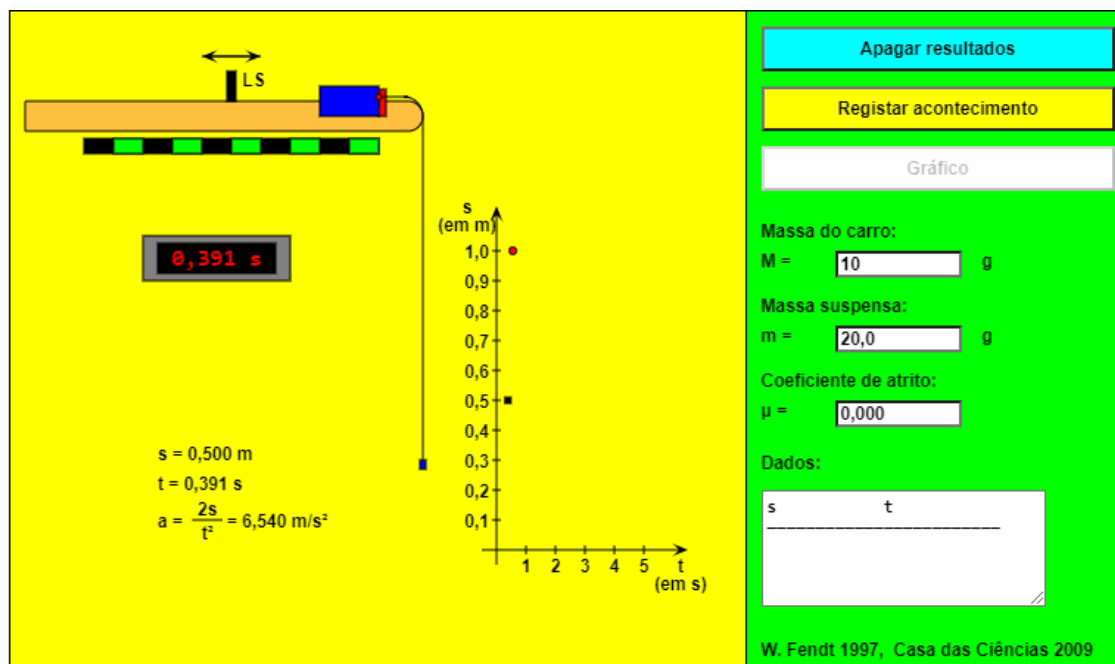 LS
0,391 s
s = 0,500 m
t = 0,391 s
a = 2s/t² = 6,540 m/s²
s
(em m)
1,0
0,9
0,8
0,7
0,6
0,5
0,4
0,3
0,2
0,1
1 2 3 4 5 t
(em s)
Apagar resultados
Registar acontecimento
Gráfico
Massa do carro:
M = 10 g
Massa suspensa:
m = 20,0 g
Coeficiente de atrito:
µ = 0,000
Dados:
s t
W. Fendt 1997, Casa das Ciências 2009